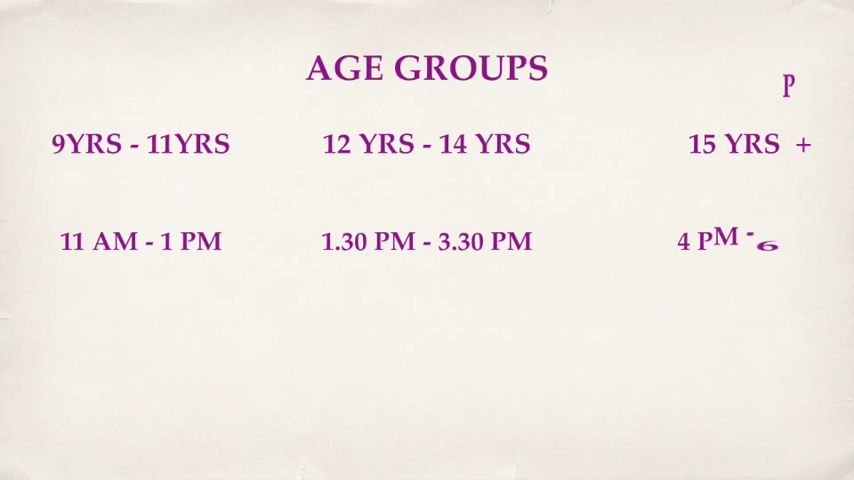 AGE GROUPS
9YRS - 11YRS 12 YRS - 14 YRS 15 YRS +
11 AM - 1 PM 1.30 PM - 3.30 PM 4 PM - 6 P